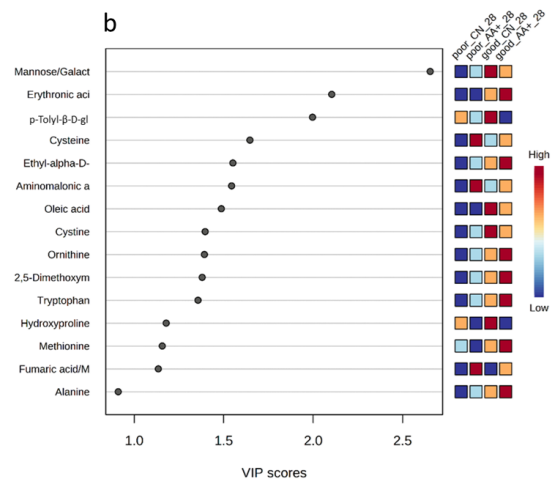 b
poor_CN_28
poor_AA+_28
good_CN_28
good_AA+_28
Mannose/Galact
Erythronic aci
p-Tolyl-β-D-gl
Cysteine
Ethyl-alpha-D-
Aminomalonic a
Oleic acid
Cystine
Ornithine
2,5-Dimethoxym
Tryptophan
Hydroxyproline
Methionine
Fumaric acid/M
Alanine
High
Low
1.0 1.5 2.0 2.5
VIP scores